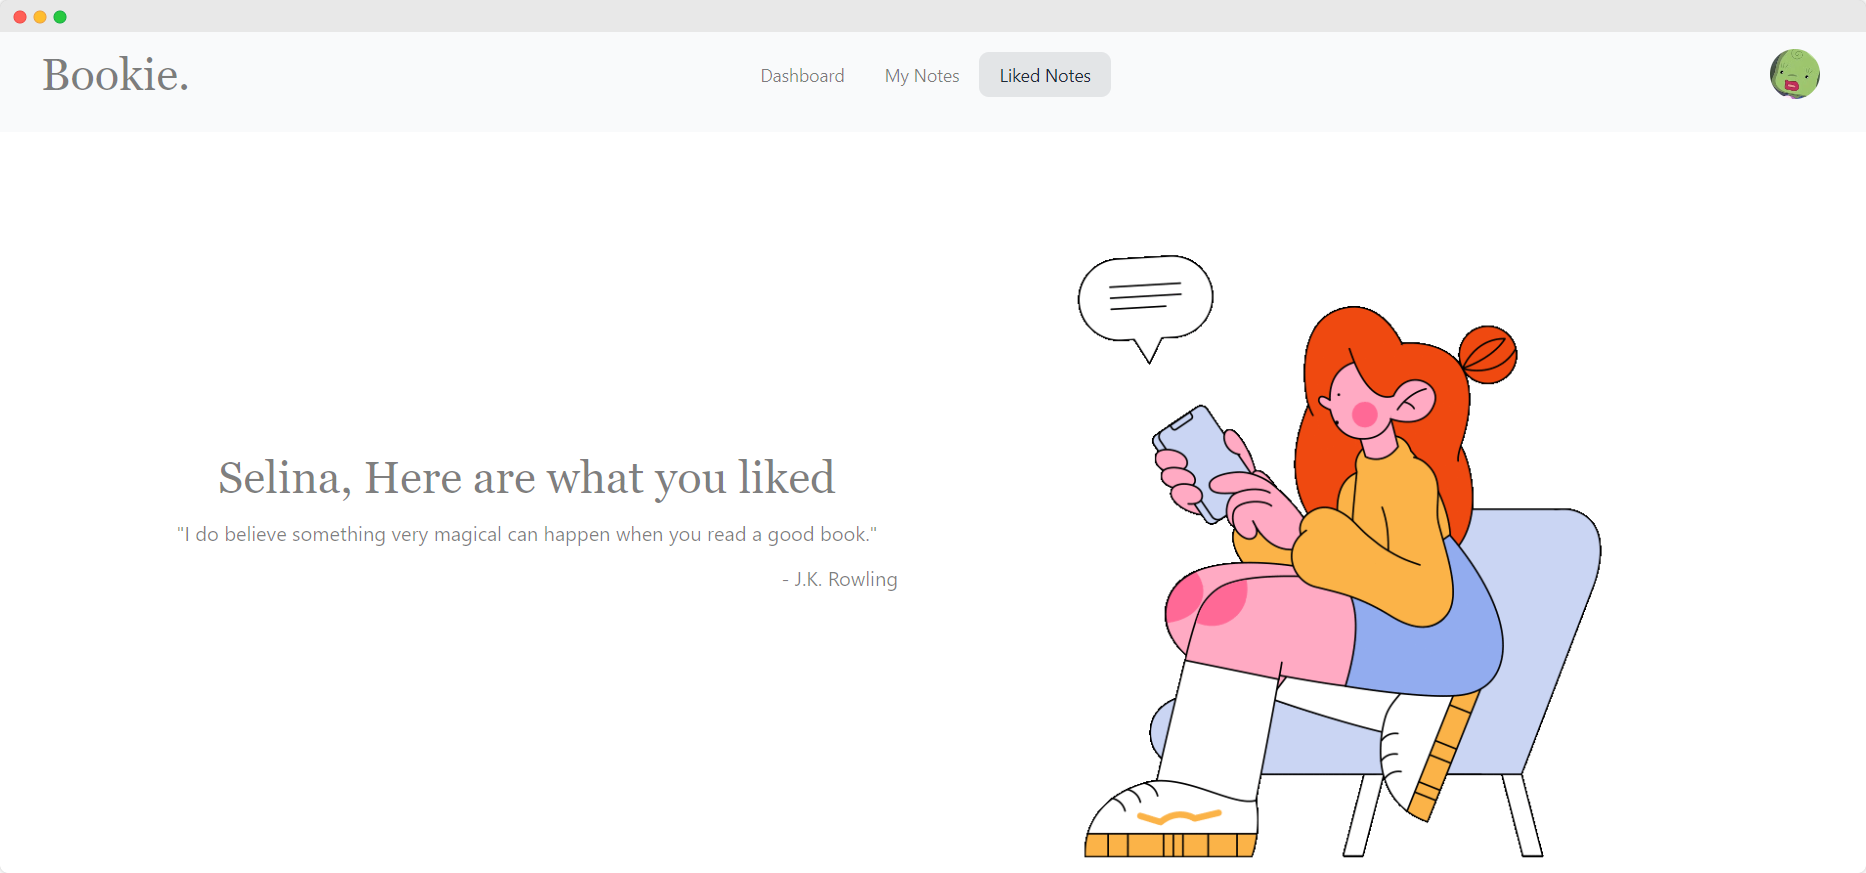 Bookie.
Dashboard
My Notes
Liked Notes
Selina, Here are what you liked
"I do believe something very magical can happen when you read a good book."
- J.K. Rowling